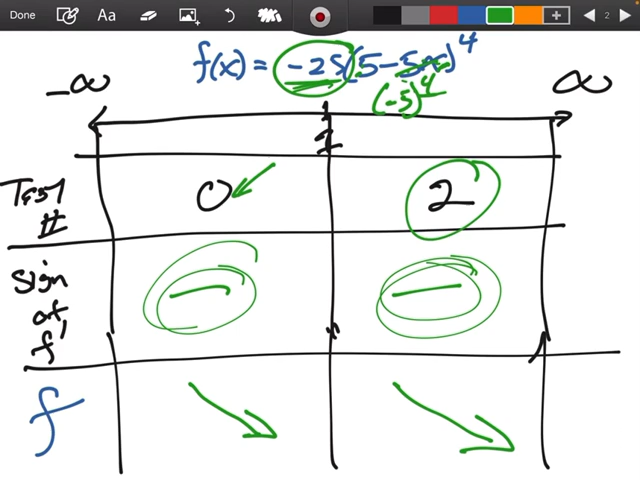 Done
Aa
2
f(x) = -25(5-5x)^4
(-5)^4
-∞ ∞
1
Test # 0 2
Sign of f' — —
f